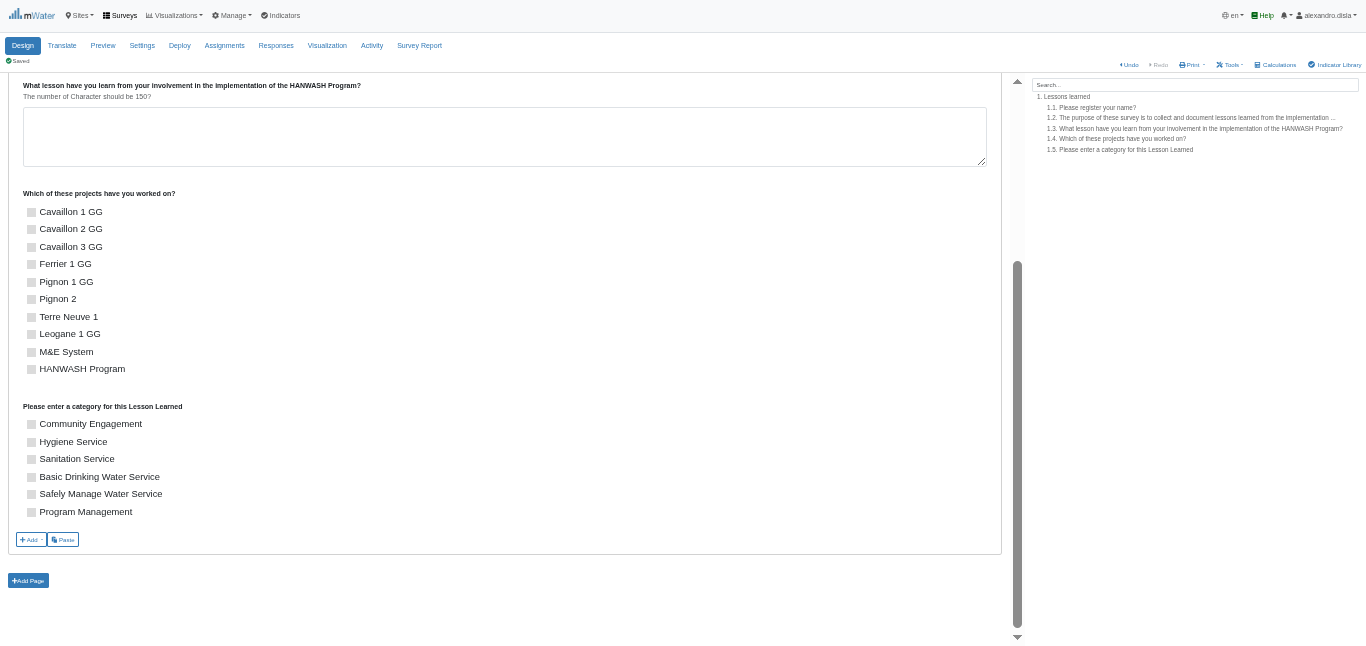 mWater Sites Surveys Visualizations Manage Indicators en Help alexandro.disla
Design Translate Preview Settings Deploy Assignments Responses Visualization Activity Survey Report
Saved
Undo Redo Print Tools Calculations Indicator Library
What lesson have you learn from your involvement in the implementation of the HANWASH Program?
The number of Character should be 150?
Which of these projects have you worked on?
Cavaillon 1 GG
Cavaillon 2 GG
Cavaillon 3 GG
Ferrier 1 GG
Pignon 1 GG
Pignon 2
Terre Neuve 1
Leogane 1 GG
M&E System
HANWASH Program
Please enter a category for this Lesson Learned
Community Engagement
Hygiene Service
Sanitation Service
Basic Drinking Water Service
Safely Manage Water Service
Program Management
Add Paste
Add Page
Search...
1. Lessons learned
1.1. Please register your name?
1.2. The purpose of these survey is to collect and document lessons learned from the implementation ...
1.3. What lesson have you learn from your involvement in the implementation of the HANWASH Program?
1.4. Which of these projects have you worked on?
1.5. Please enter a category for this Lesson Learned